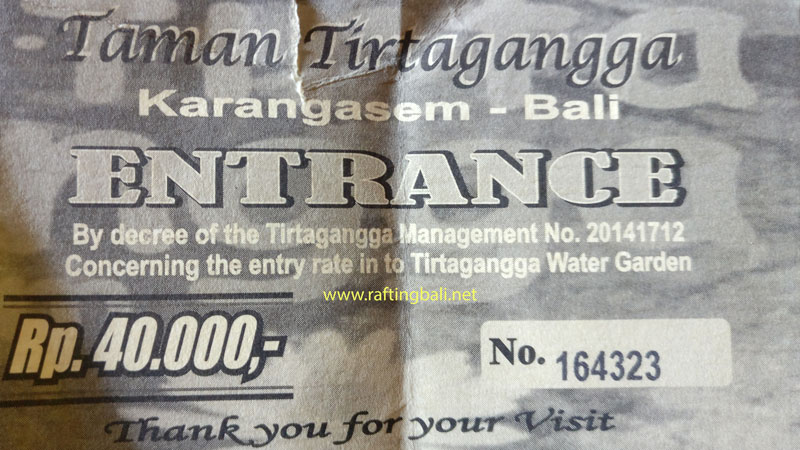 Taman Tirtagangga
Karangasem - Bali
ENTRANCE
By decree of the Tirtagangga Management No. 20141712
Concerning the entry rate in to Tirtagangga Water Garden
www.raftingbali.net
Rp. 40.000,-
No. 164323
Thank you for your Visit